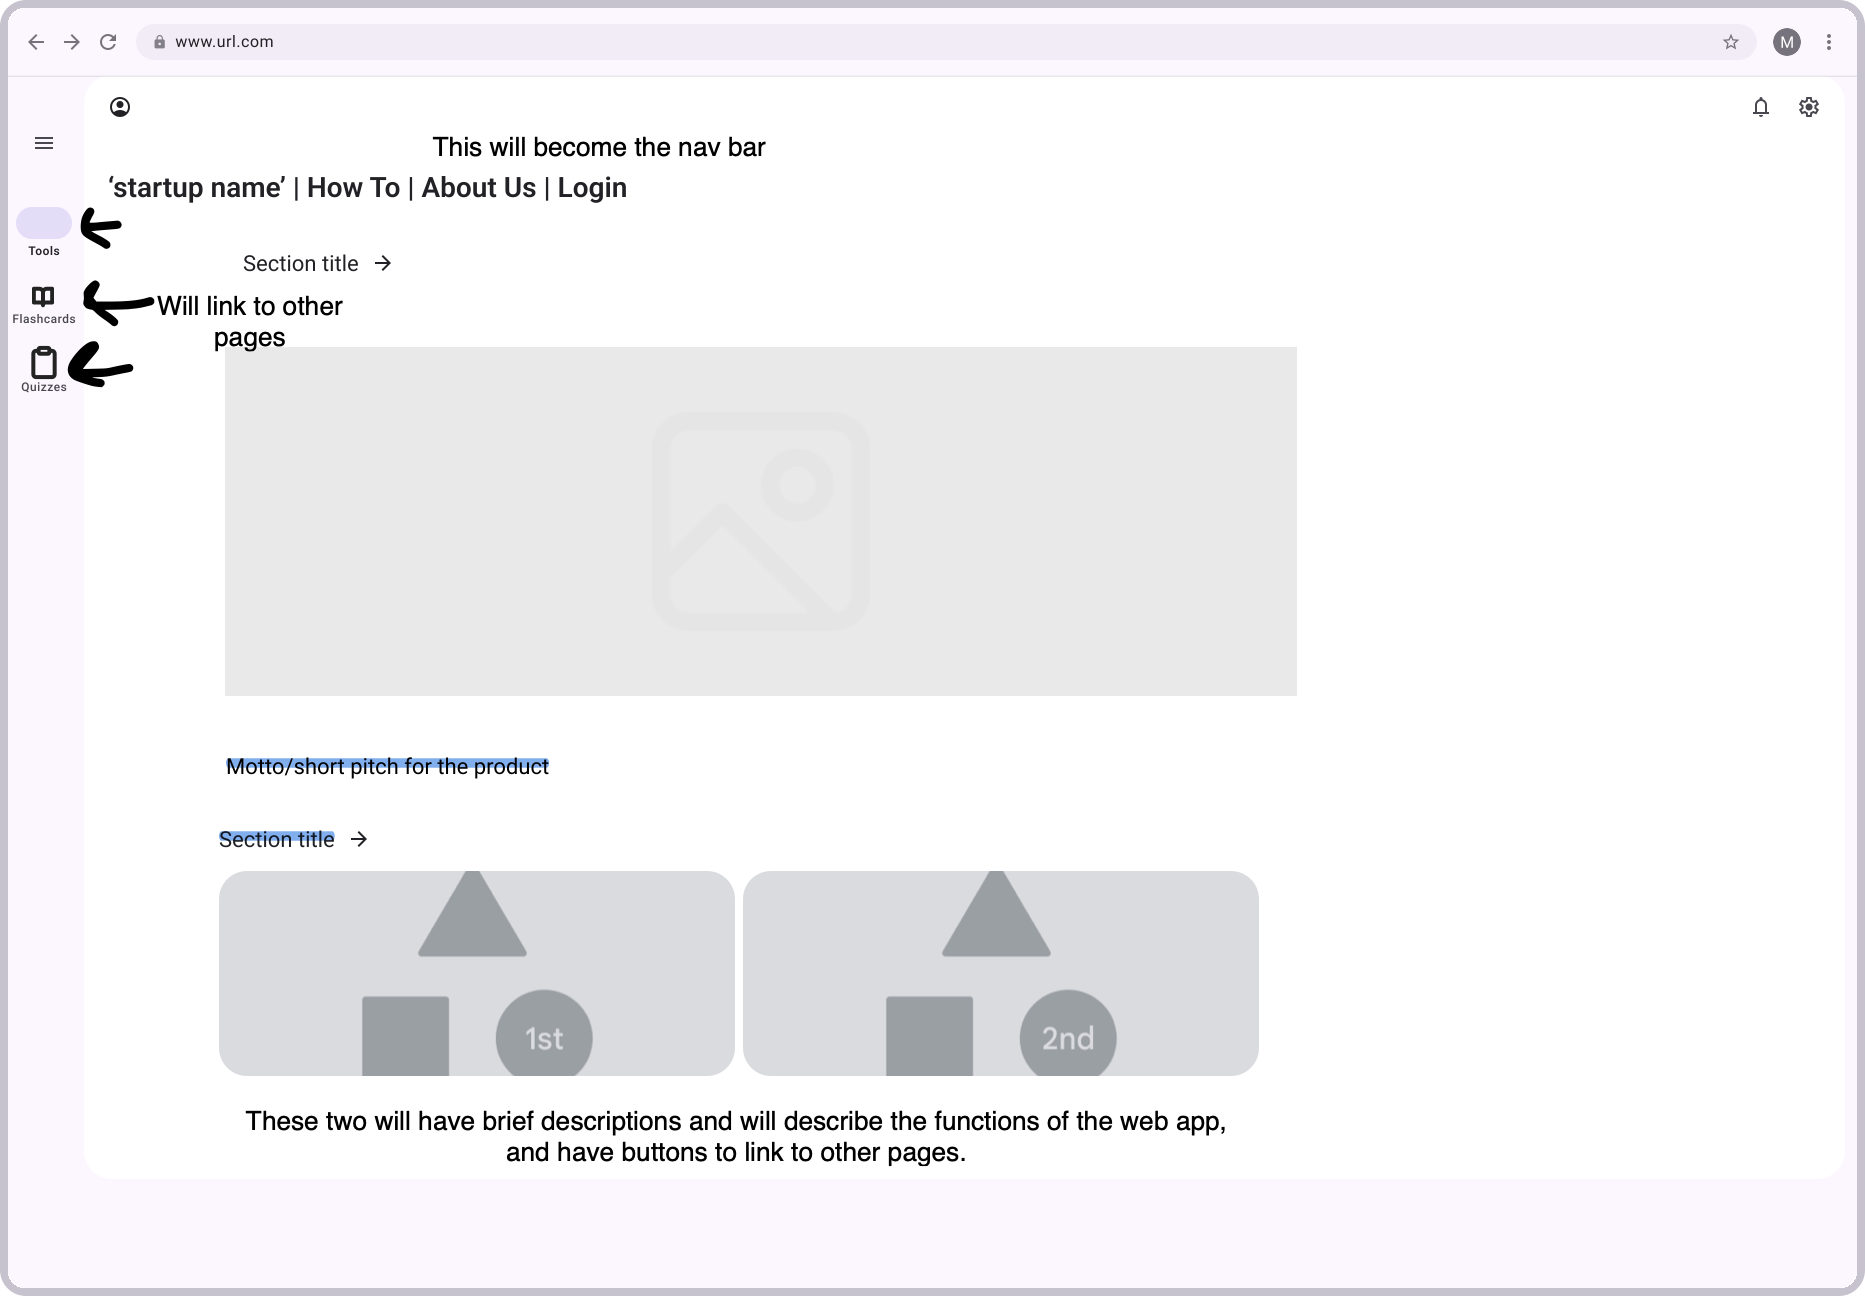 www.url.com
M
This will become the nav bar
‘startup name’ | How To | About Us | Login
Tools
Section title
Flashcards
Will link to other
pages
Quizzes
Motto/short pitch for the product
Section title
1st
2nd
These two will have brief descriptions and will describe the functions of the web app,
and have buttons to link to other pages.